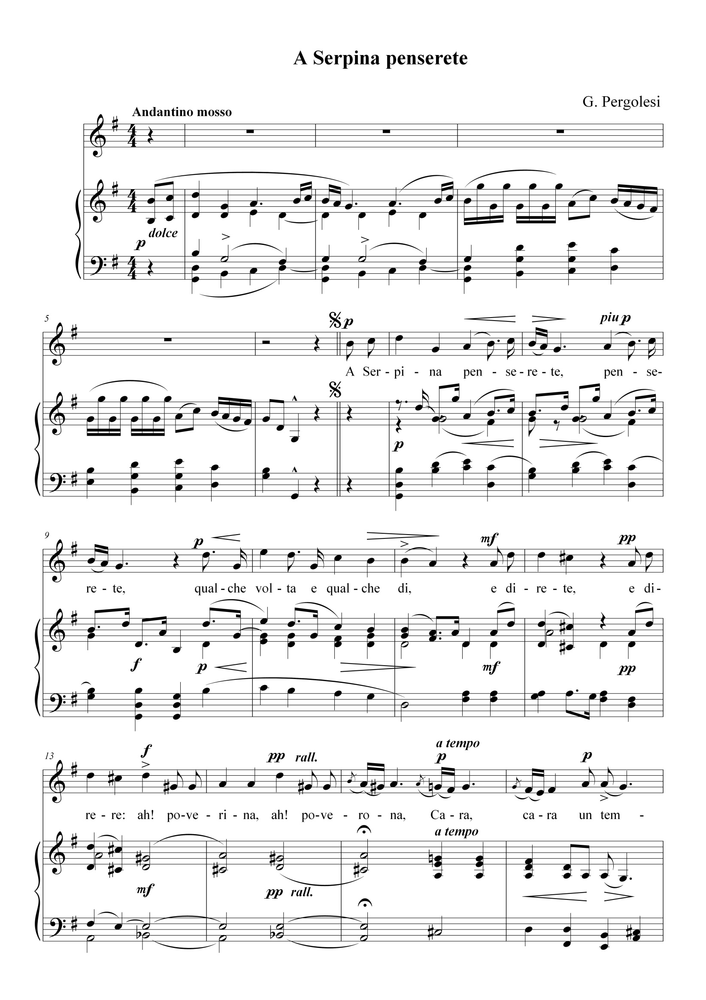 A Serpina penserete
G. Pergolesi
Andantino mosso
dolce
p
5
p
piu p
A Ser - pi - na pen - se - re - te, pen - se-
p
9
p
mf
pp
re - te, qual - che vol - ta e qual - che di, e di - re - te, e di -
f
p
mf
pp
13
f
pp rall.
a tempo
p
p
re - re: ah! po-ve - ri - na, ah! po-ve - ro - na, Ca - ra, ca - ra un tem -
a tempo
mf
pp rall.